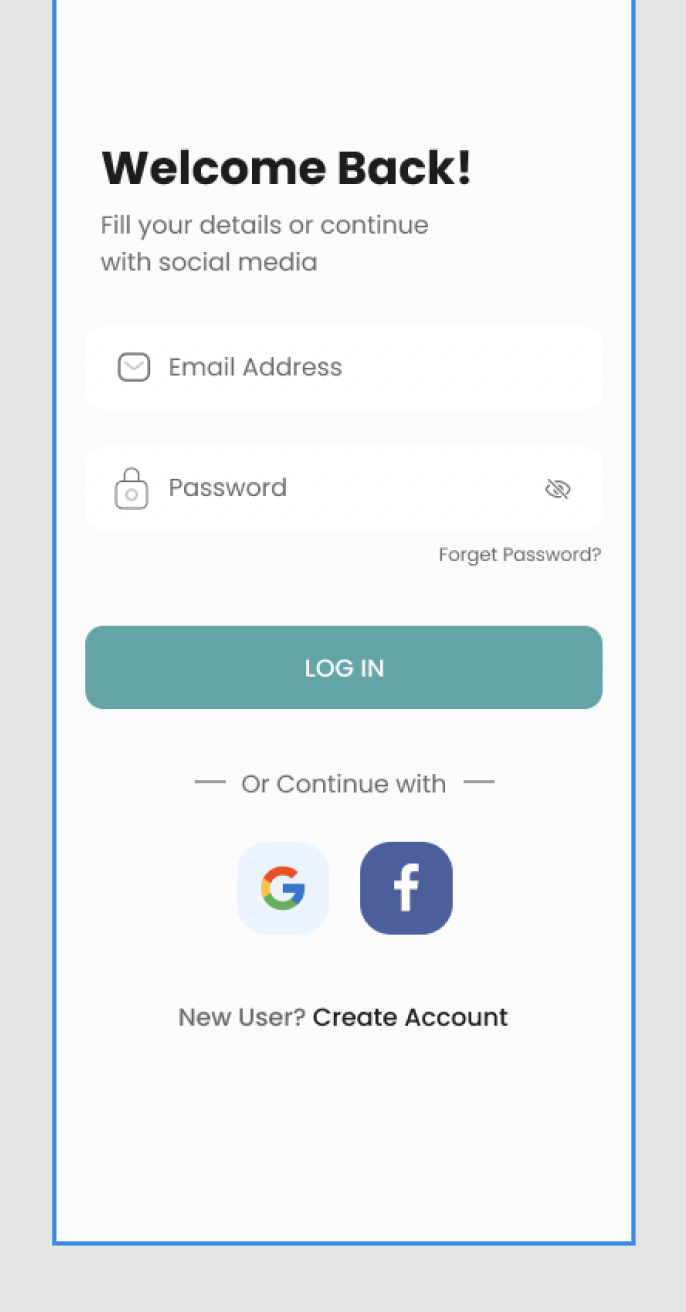 Welcome Back!
Fill your details or continue
with social media
Email Address
Password
Forget Password?
LOG IN
Or Continue with
New User? Create Account